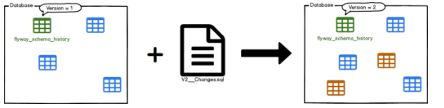 Database
Version = 1
flyway_schema_history
V2__Changes.sql
Database
Version = 2
flyway_schema_history